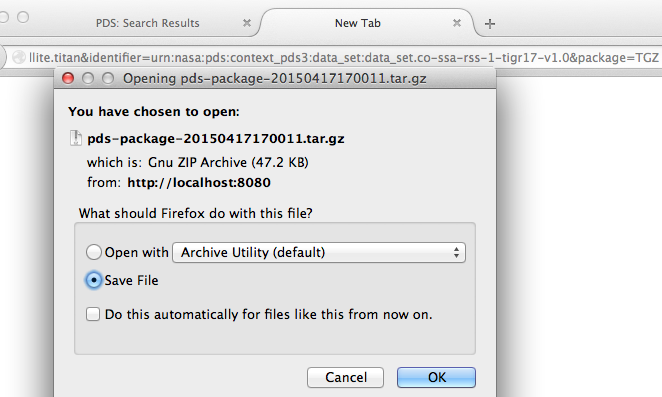 PDS: Search Results
New Tab
llite.titan&identifier=urn:nasa:pds:context_pds3:data_set:data_set.co-ssa-rss-1-tigr17-v1.0&package=TGZ
Opening pds-package-20150417170011.tar.gz
You have chosen to open:
pds-package-20150417170011.tar.gz
which is: Gnu ZIP Archive (47.2 KB)
from: http://localhost:8080
What should Firefox do with this file?
Open with Archive Utility (default)
Save File
Do this automatically for files like this from now on.
Cancel OK